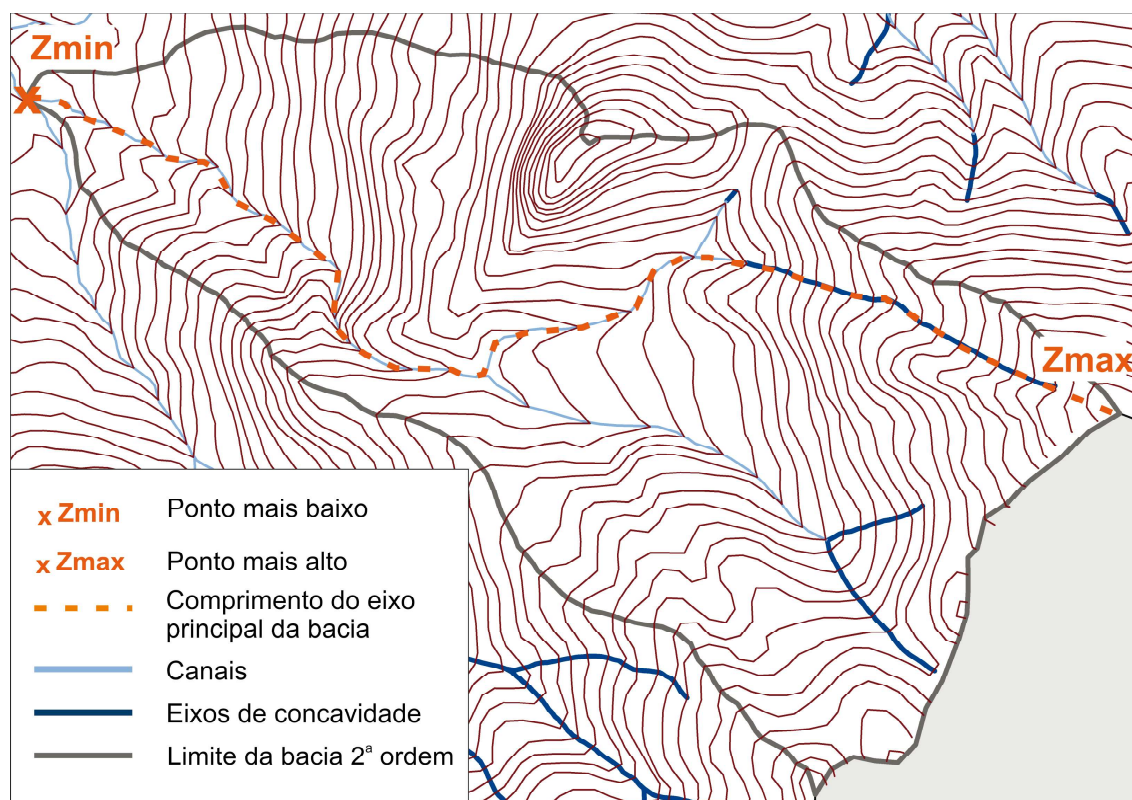 Zmin
Zmax
x Zmin Ponto mais baixo
x Zmax Ponto mais alto
Comprimento do eixo
principal da bacia
Canais
Eixos de concavidade
Limite da bacia 2ª ordem